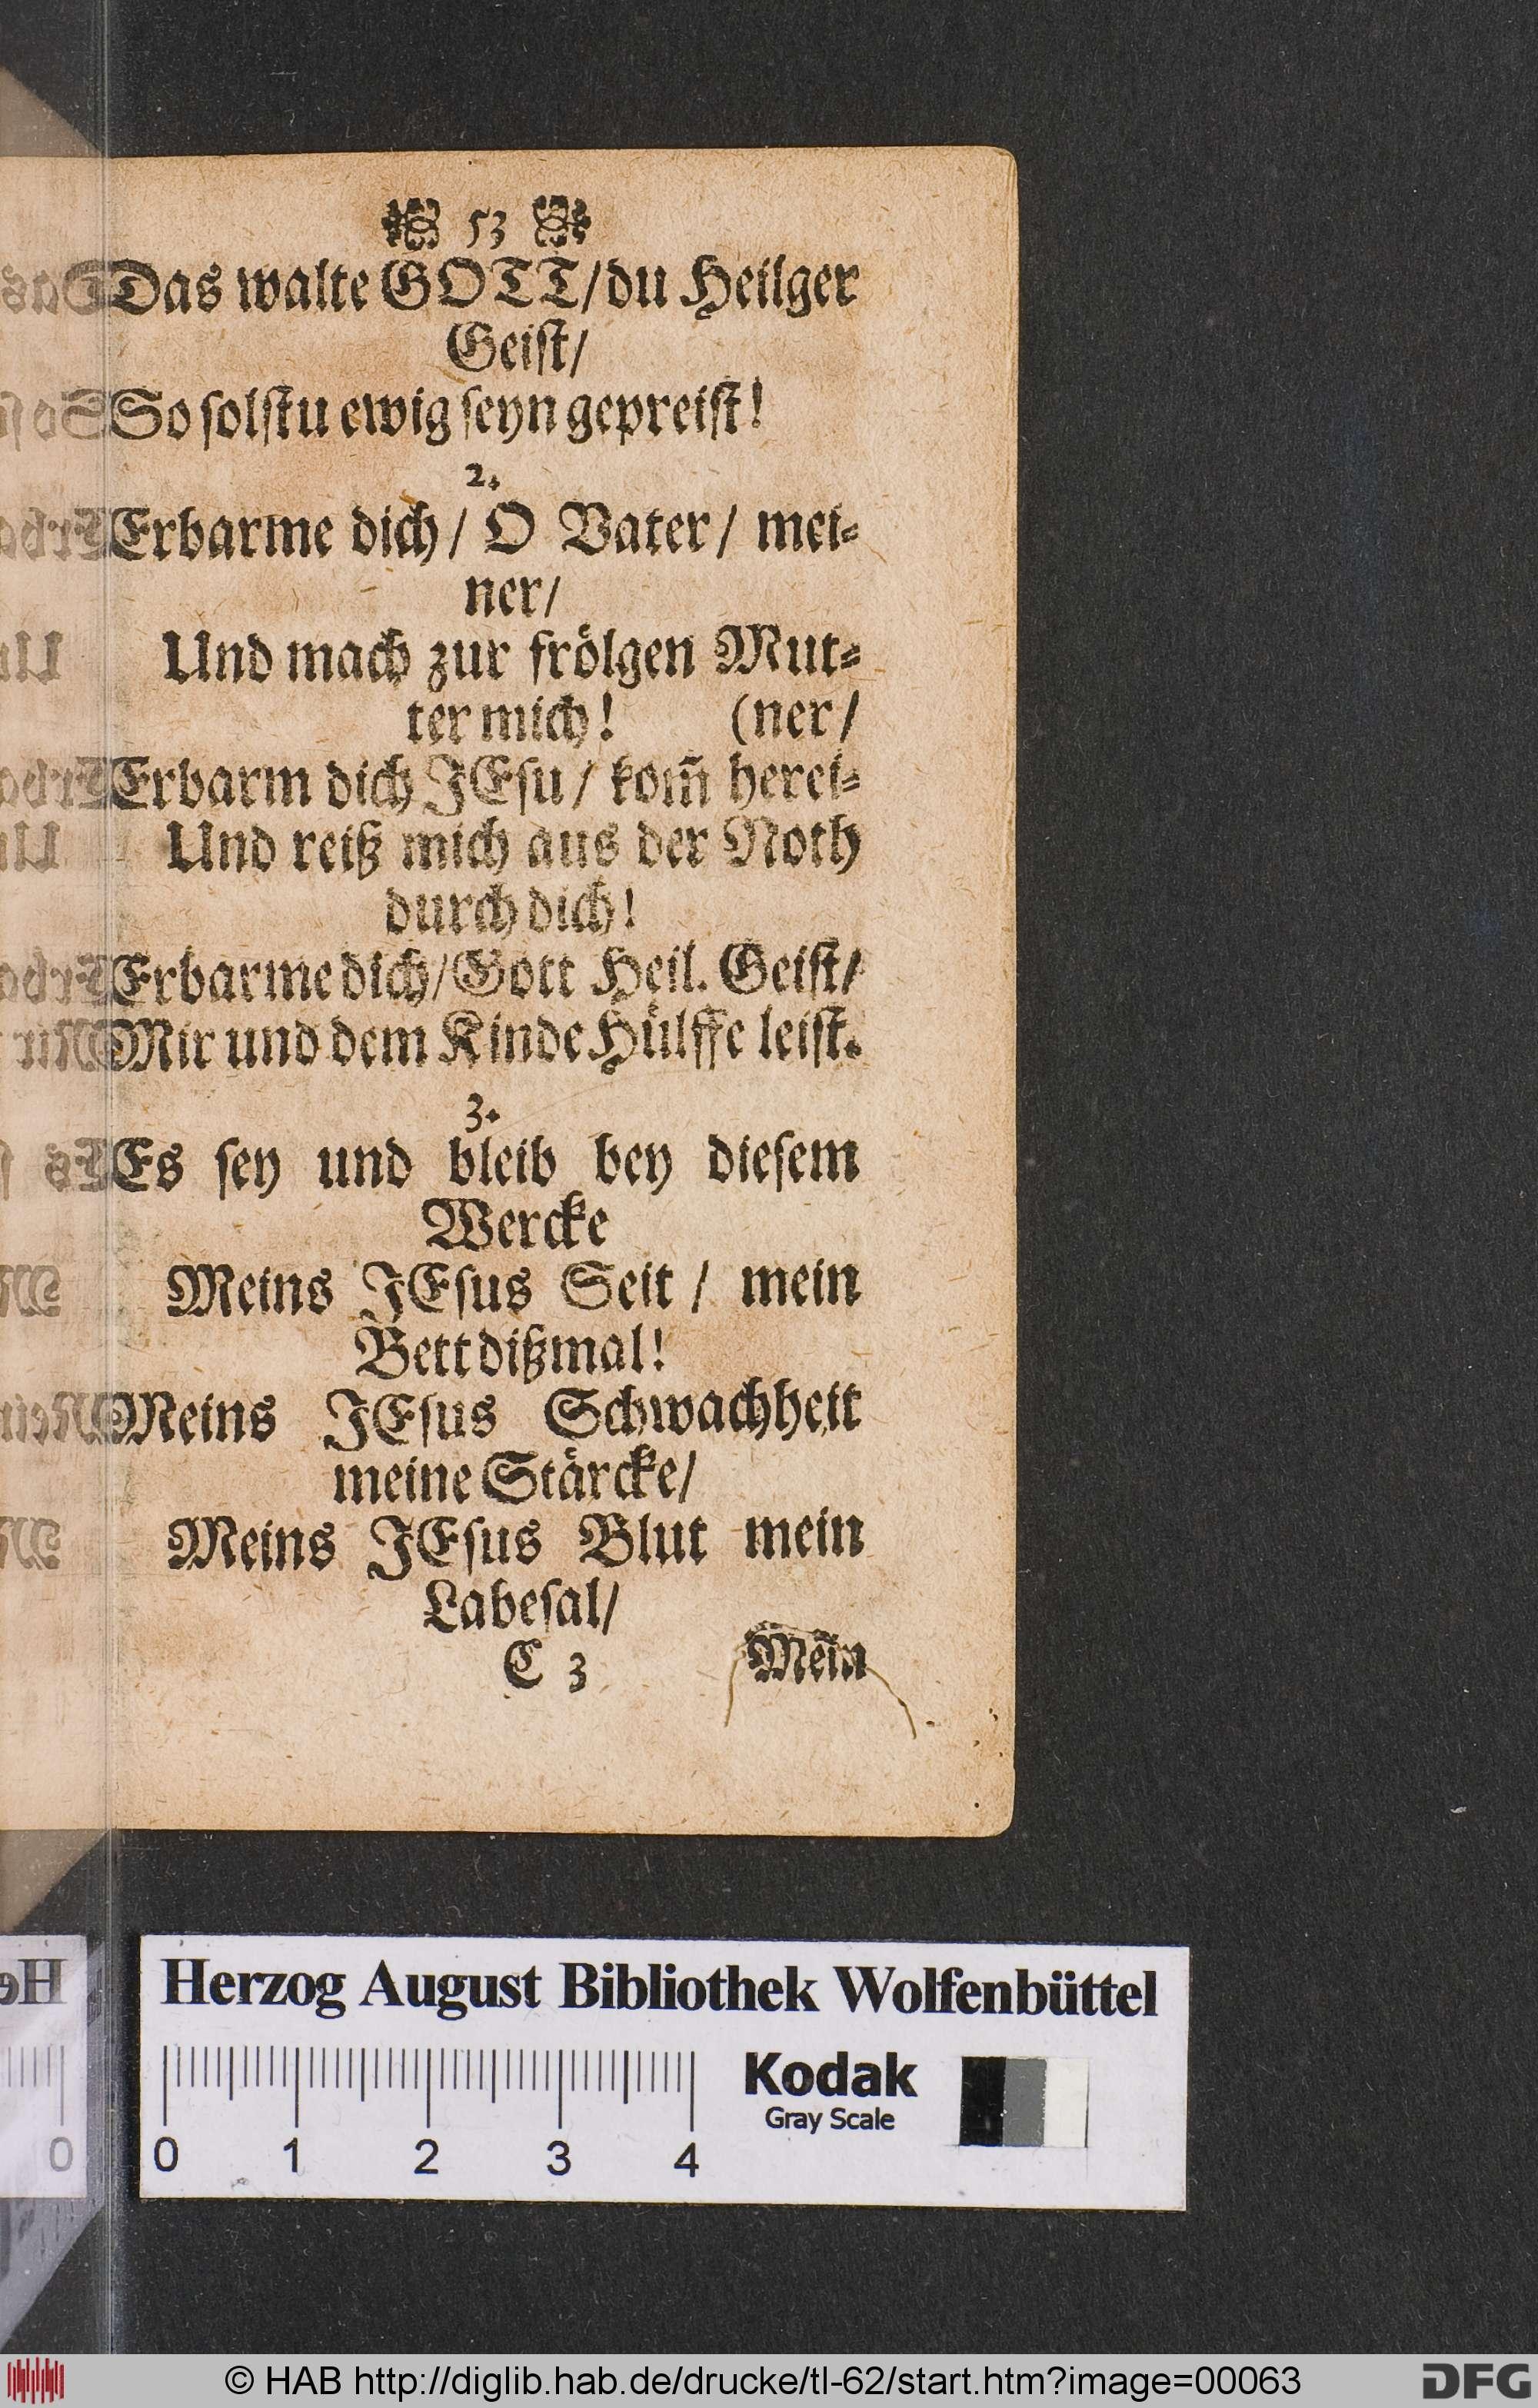 53
Das walte GOTT/du Heilger
Geiſt/
So ſolſtu ewig ſeyn gepreiſt!
2.
Erbarme dich/ O Vater/ mei⸗
ner/
Und mach zur frölgen Mut⸗
ter mich! (ner/
Erbarm dich JEſu/ kom̃ herei⸗
Und reiß mich aus der Noth
durch dich!
Erbarme dich/Gott Heil. Geiſt/
Mir und dem Kinde Hülffe leiſt.
3.
Es ſey und bleib bey dieſem
Wercke
Meins JEſus Seit / mein
Bett dißmal!
Meins JEſus Schwachheit
meine Stärcke/
Meins JEſus Blut mein
Labeſal/
C 3 Mein
Herzog August Bibliothek Wolfenbüttel
Kodak
Gray Scale
0 1 2 3 4
© HAB http://diglib.hab.de/drucke/tl-62/start.htm?image=00063
DFG